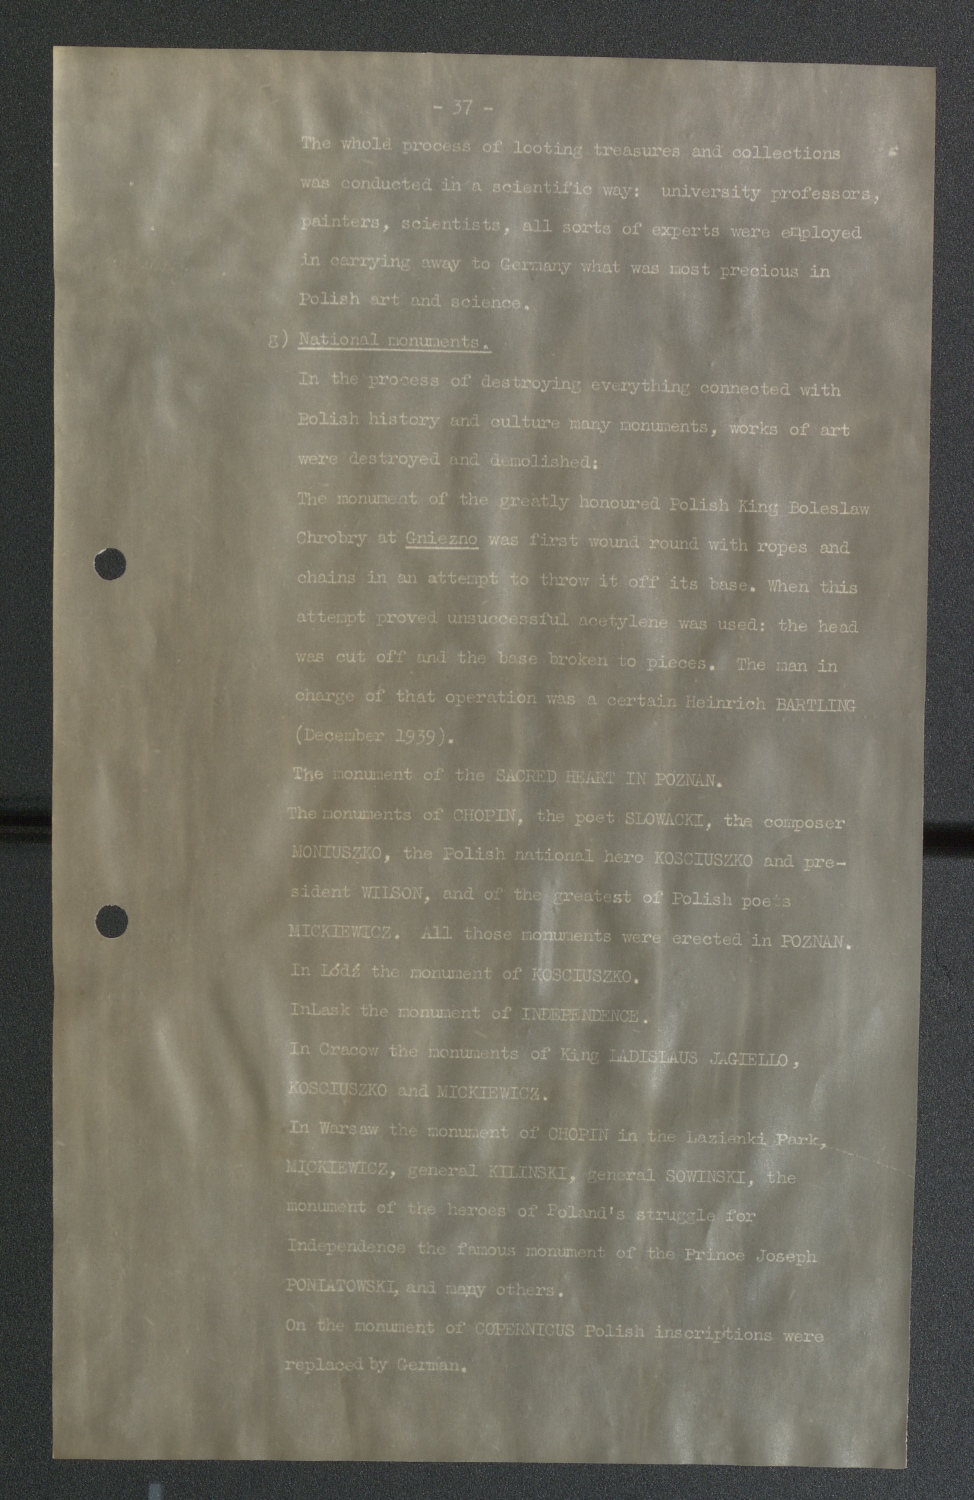 - 37 -
The whole process of looting treasures and collections
was conducted in a scientific way: university professors,
painters, scientists, all sorts of experts were employed
in carrying away to Germany what was most precious in
Polish art and science.
g) National monuments.
In the process of destroying everything connected with
Polish history and culture many monuments, works of art
were destroyed and demolished:
The monument of the greatly honoured Polish King Boleslaw
Chrobry at Gniezno was first wound round with ropes and
chains in an attempt to throw it off its base. When this
attempt proved unsuccessful acetylene was used: the head
was cut off and the base broken to pieces. The man in
charge of that operation was a certain Heinrich BARTLING
(December 1939).
The monument of the SACRED HEART IN POZNAN.
The monuments of CHOPIN, the poet SLOWACKI, the composer
MONIUSZKO, the Polish national hero KOSCIUSZKO and pre-
sident WILSON, and of the greatest of Polish poets
MICKIEWICZ. All those monuments were erected in POZNAN.
In Łódź the monument of KOSCIUSZKO.
InLask the monument of INDEPENDENCE.
In Cracow the monuments of King LADISLAUS JAGIELLO,
KOSCIUSZKO and MICKIEWICZ.
In Warsaw the monument of CHOPIN in the Lazienki Park,
MICKIEWICZ, general KILINSKI, general SOWINSKI, the
monument of the heroes of Poland's struggle for
Independence the famous monument of the Prince Joseph
PONIATOWSKI, and many others.
On the monument of COPERNICUS Polish inscriptions were
replaced by German.